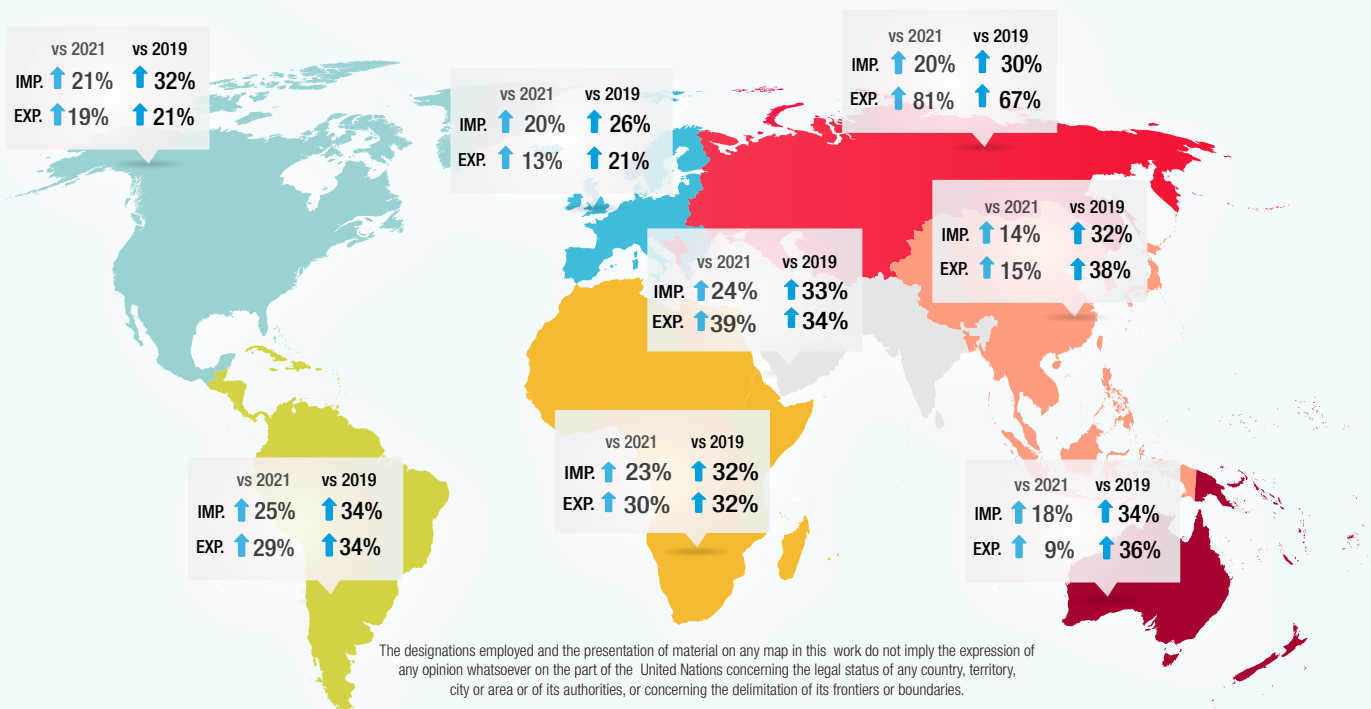 vs 2021 vs 2019
IMP. 21% 32%
EXP. 19% 21%
vs 2021 vs 2019
IMP. 20% 26%
EXP. 13% 21%
vs 2021 vs 2019
IMP. 20% 30%
EXP. 81% 67%
vs 2021 vs 2019
IMP. 14% 32%
EXP. 15% 38%
vs 2021 vs 2019
IMP. 24% 33%
EXP. 39% 34%
vs 2021 vs 2019
IMP. 23% 32%
EXP. 30% 32%
vs 2021 vs 2019
IMP. 25% 34%
EXP. 29% 34%
vs 2021 vs 2019
IMP. 18% 34%
EXP. 9% 36%
The designations employed and the presentation of material on any map in this work do not imply the expression of
any opinion whatsoever on the part of the United Nations concerning the legal status of any country, territory,
city or area or of its authorities, or concerning the delimitation of its frontiers or boundaries.